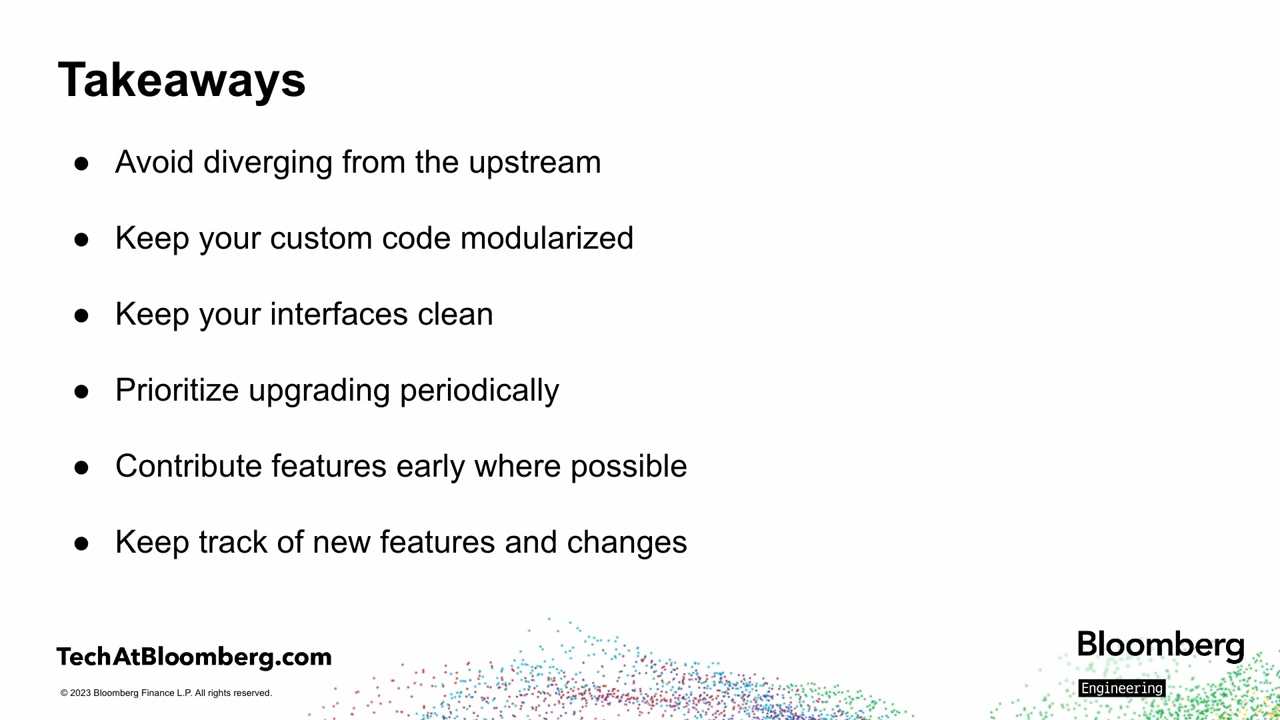 Takeaways
● Avoid diverging from the upstream
● Keep your custom code modularized
● Keep your interfaces clean
● Prioritize upgrading periodically
● Contribute features early where possible
● Keep track of new features and changes
TechAtBloomberg.com
© 2023 Bloomberg Finance L.P. All rights reserved.
Bloomberg
Engineering